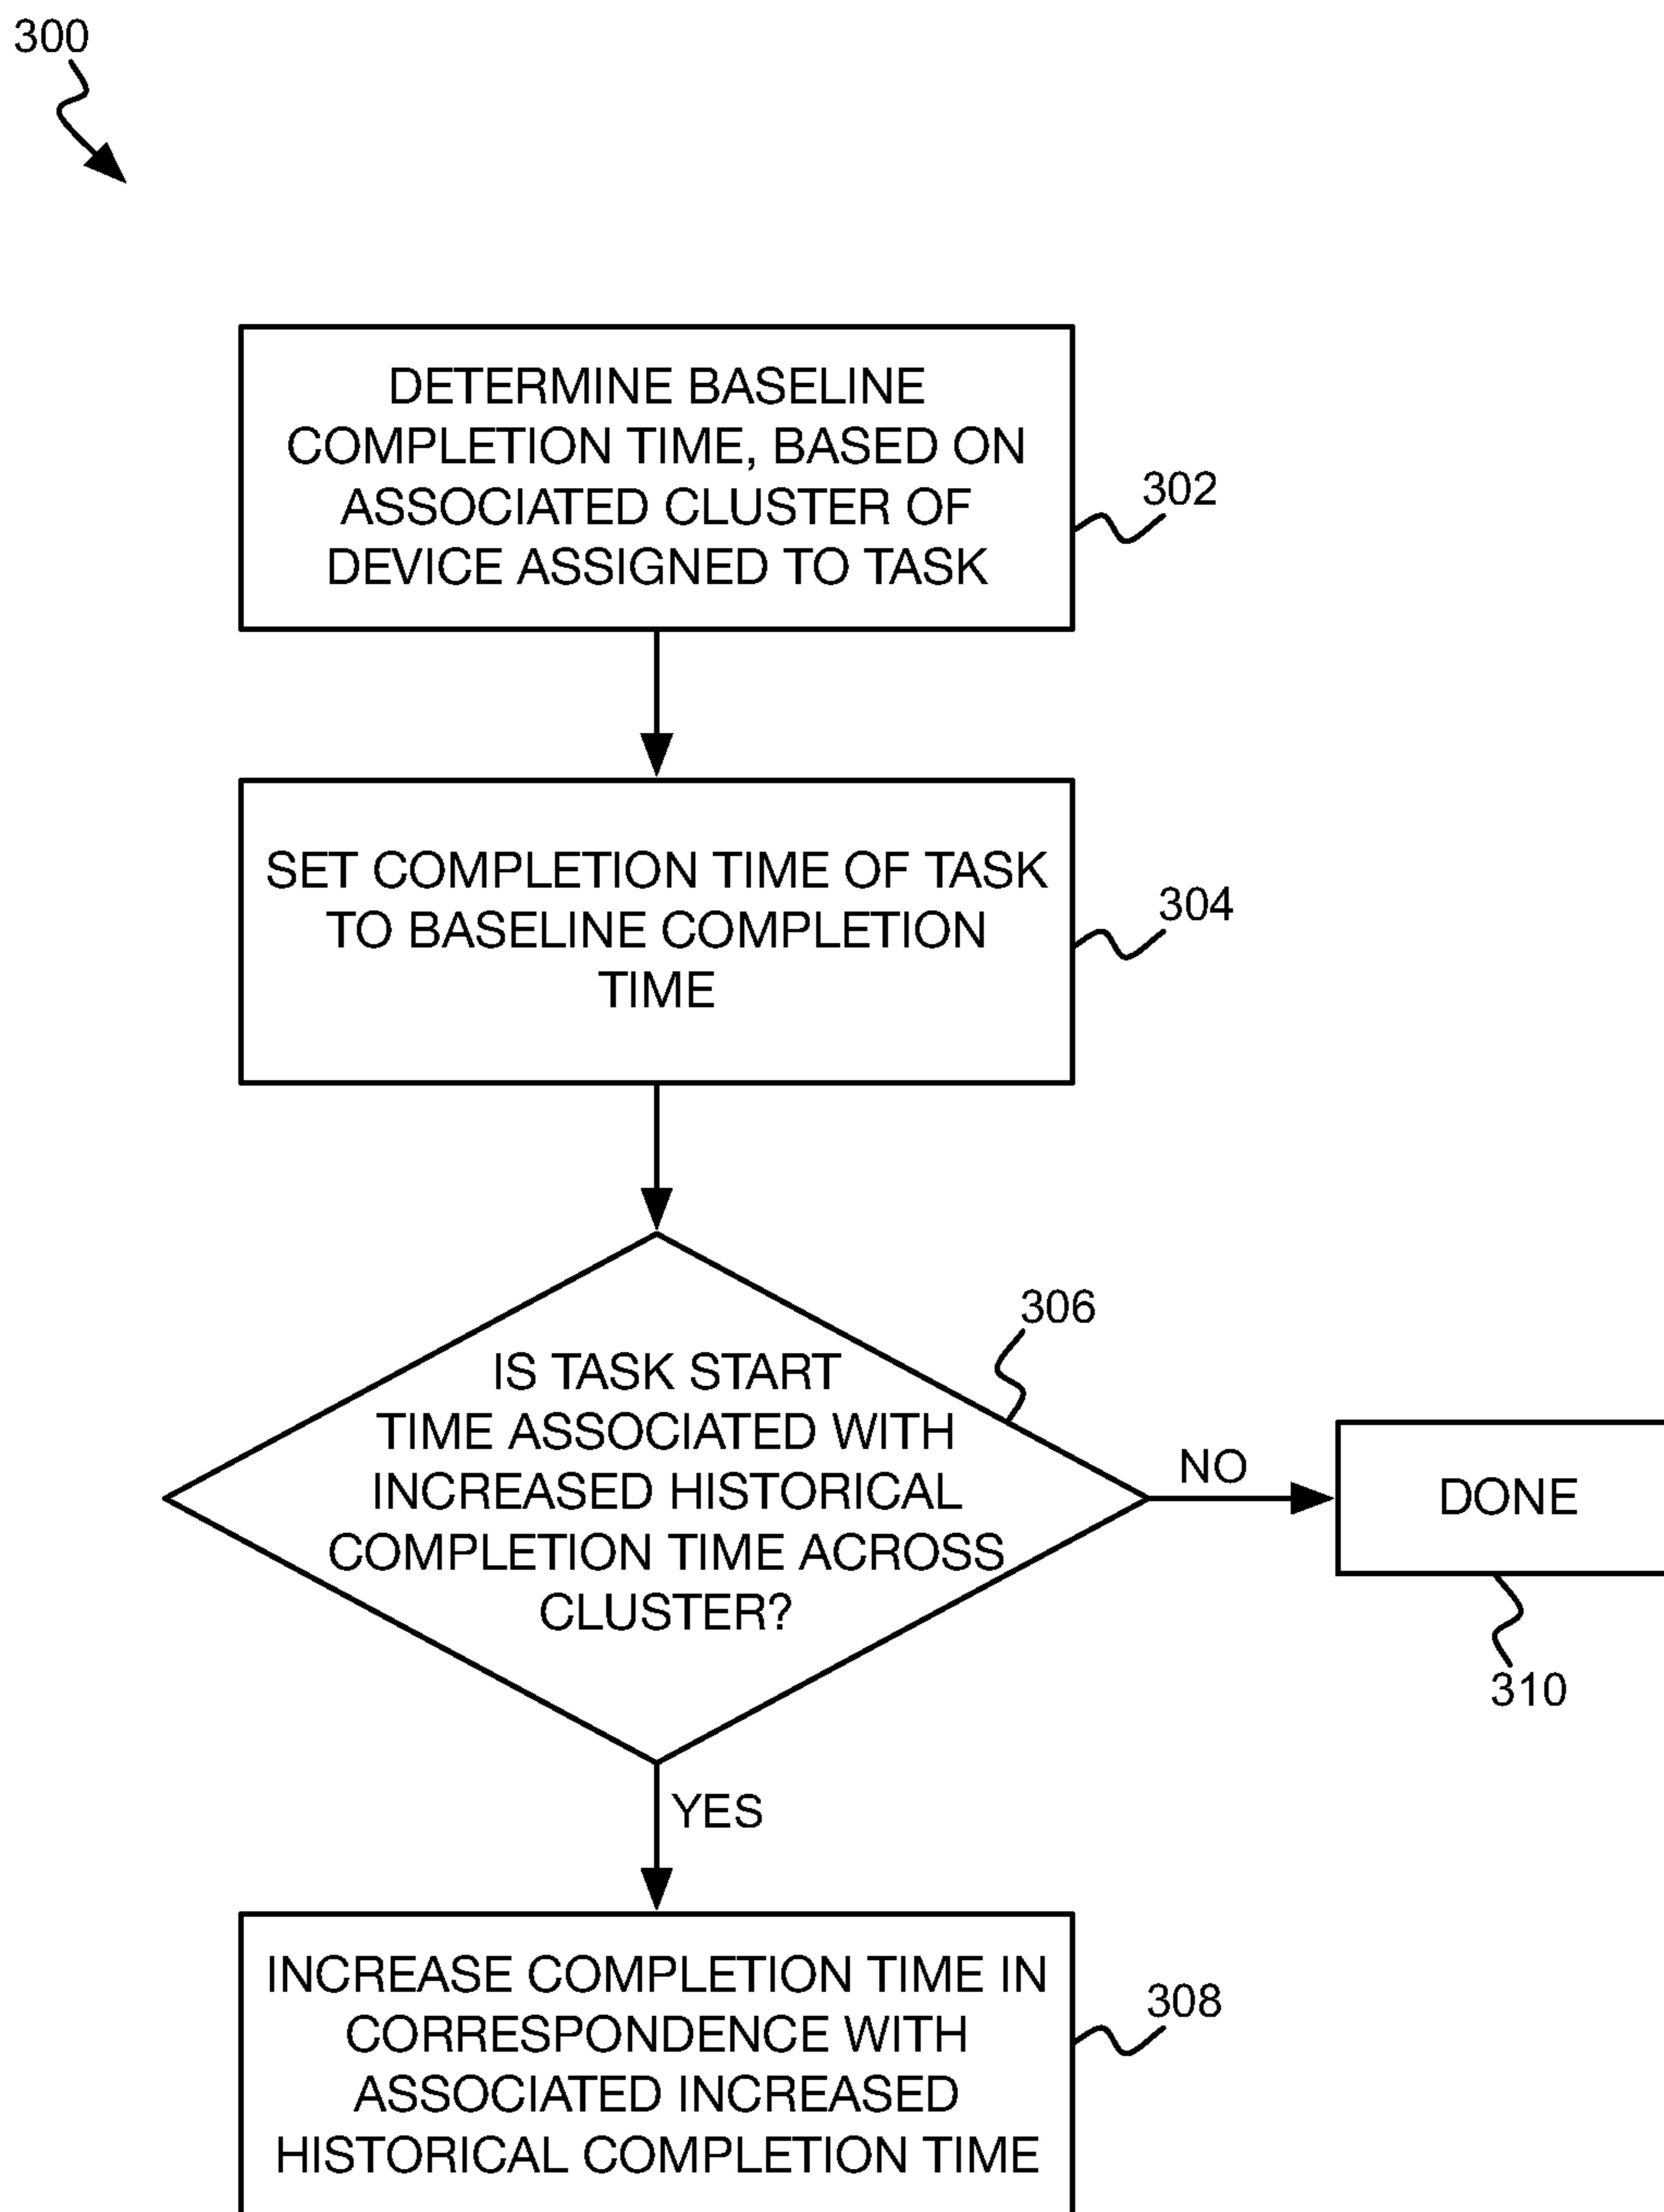 300
DETERMINE BASELINE
COMPLETION TIME, BASED ON
ASSOCIATED CLUSTER OF
DEVICE ASSIGNED TO TASK
302
SET COMPLETION TIME OF TASK
TO BASELINE COMPLETION
TIME
304
306
IS TASK START
TIME ASSOCIATED WITH
INCREASED HISTORICAL
COMPLETION TIME ACROSS
CLUSTER?
NO
DONE
310
YES
INCREASE COMPLETION TIME IN
CORRESPONDENCE WITH
ASSOCIATED INCREASED
HISTORICAL COMPLETION TIME
308